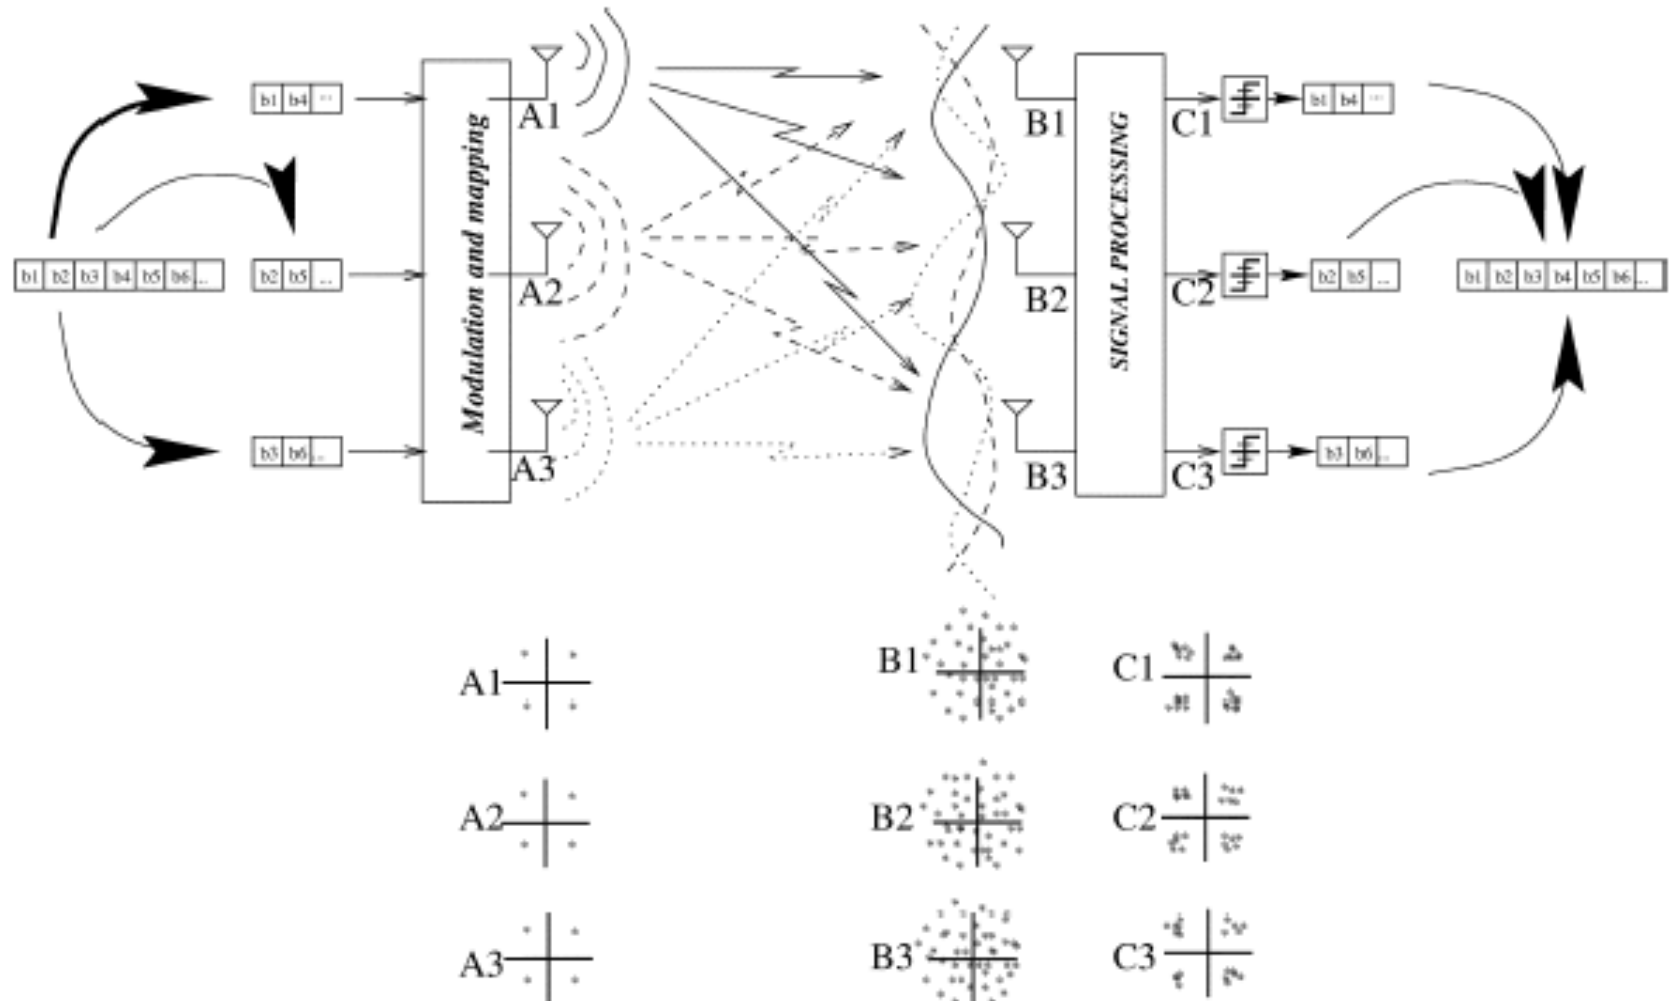 b1 b4 ...
A1
B1
C1
b1 b4 ...
b1 b2 b3 b4 b5 b6 ...
b2 b5 ...
Modulation and mapping
A2
B2
SIGNAL PROCESSING
C2
b2 b5 ...
b1 b2 b3 b4 b5 b6 ...
b3 b6 ..
A3
B3
C3
b3 b6 ..
A1
B1
C1
A2
B2
C2
A3
B3
C3